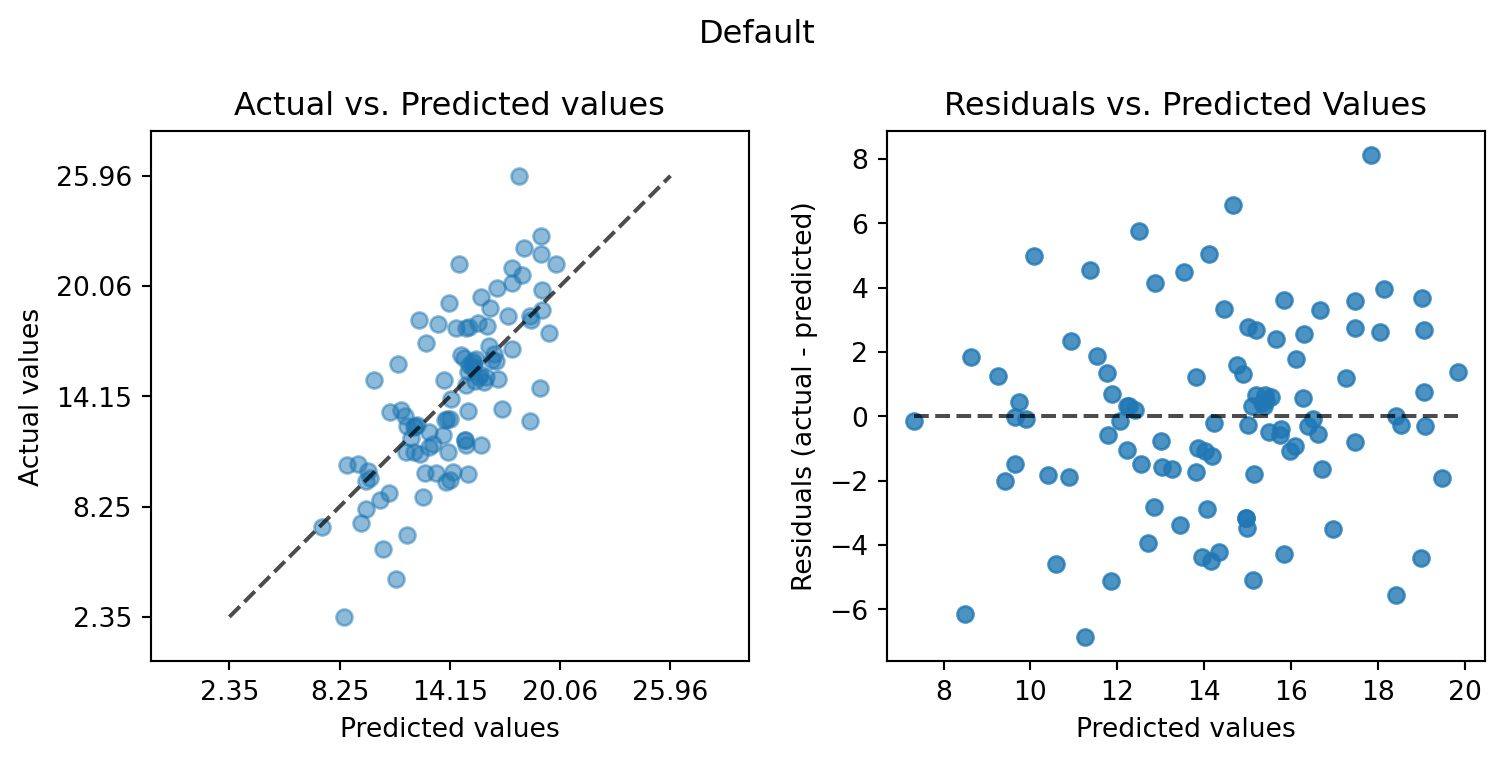 Default
Actual vs. Predicted values
Actual values
25.96
20.06
14.15
8.25
2.35
2.35 8.25 14.15 20.06 25.96
Predicted values
Residuals vs. Predicted Values
Residuals (actual - predicted)
8
6
4
2
0
−2
−4
−6
8 10 12 14 16 18 20
Predicted values